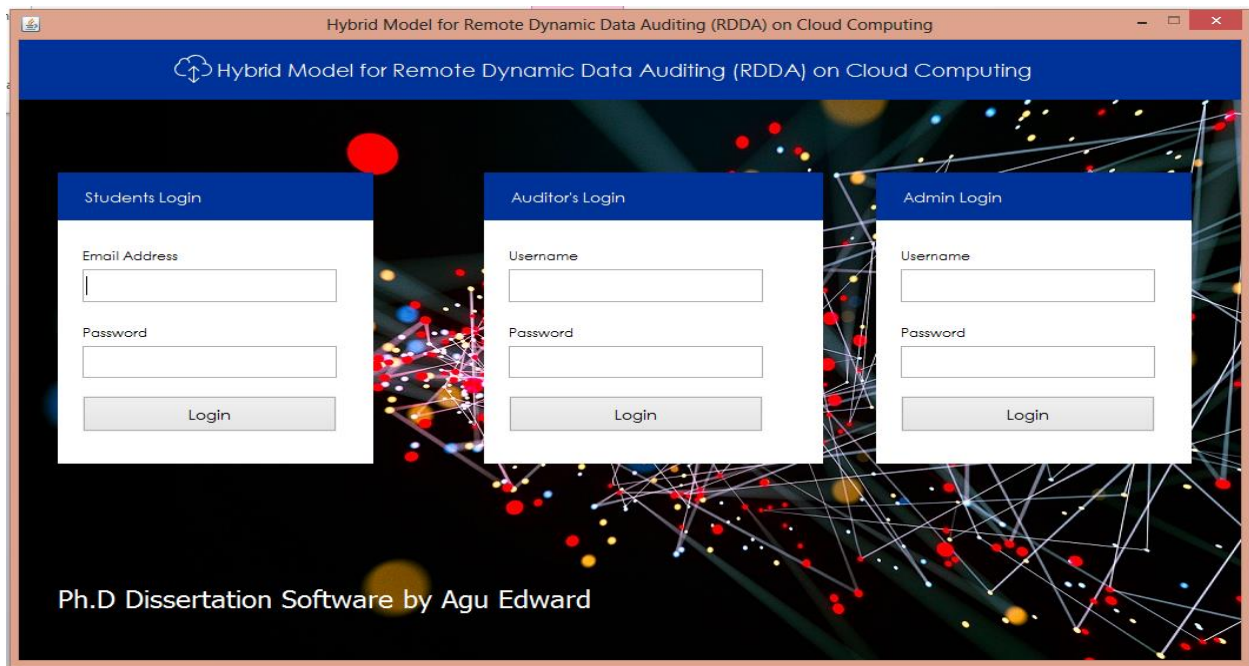 Hybrid Model for Remote Dynamic Data Auditing (RDDA) on Cloud Computing
Hybrid Model for Remote Dynamic Data Auditing (RDDA) on Cloud Computing
Students Login
Email Address
Password
Login
Auditor's Login
Username
Password
Login
Admin Login
Username
Password
Login
Ph.D Dissertation Software by Agu Edward